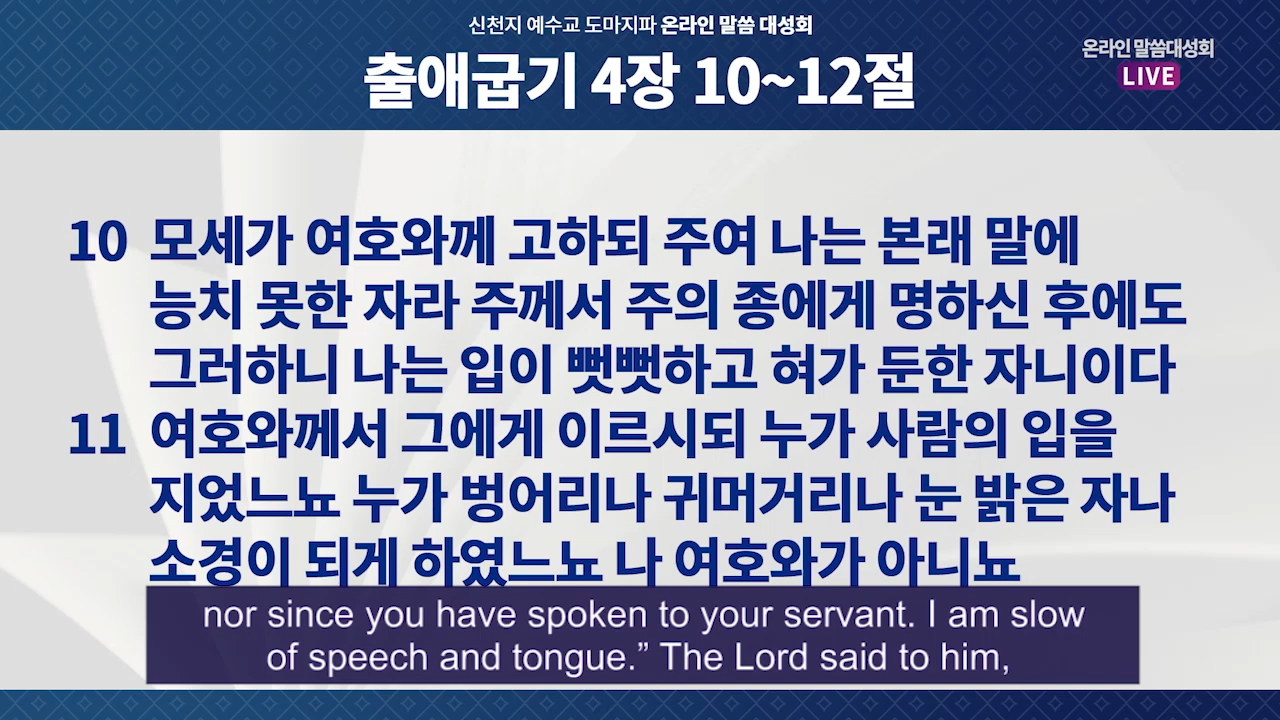 신천지 예수교 도마지파 온라인 말씀 대성회
출애굽기 4장 10~12절
온라인 말씀대성회
LIVE
10 모세가 여호와께 고하되 주여 나는 본래 말에
능치 못한 자라 주께서 주의 종에게 명하신 후에도
그러하니 나는 입이 뻣뻣하고 혀가 둔한 자니이다
11 여호와께서 그에게 이르시되 누가 사람의 입을
지었느뇨 누가 벙어리나 귀머거리나 눈 밝은 자나
소경이 되게 하였느뇨 나 여호와가 아니뇨
nor since you have spoken to your servant. I am slow
of speech and tongue.” The Lord said to him,